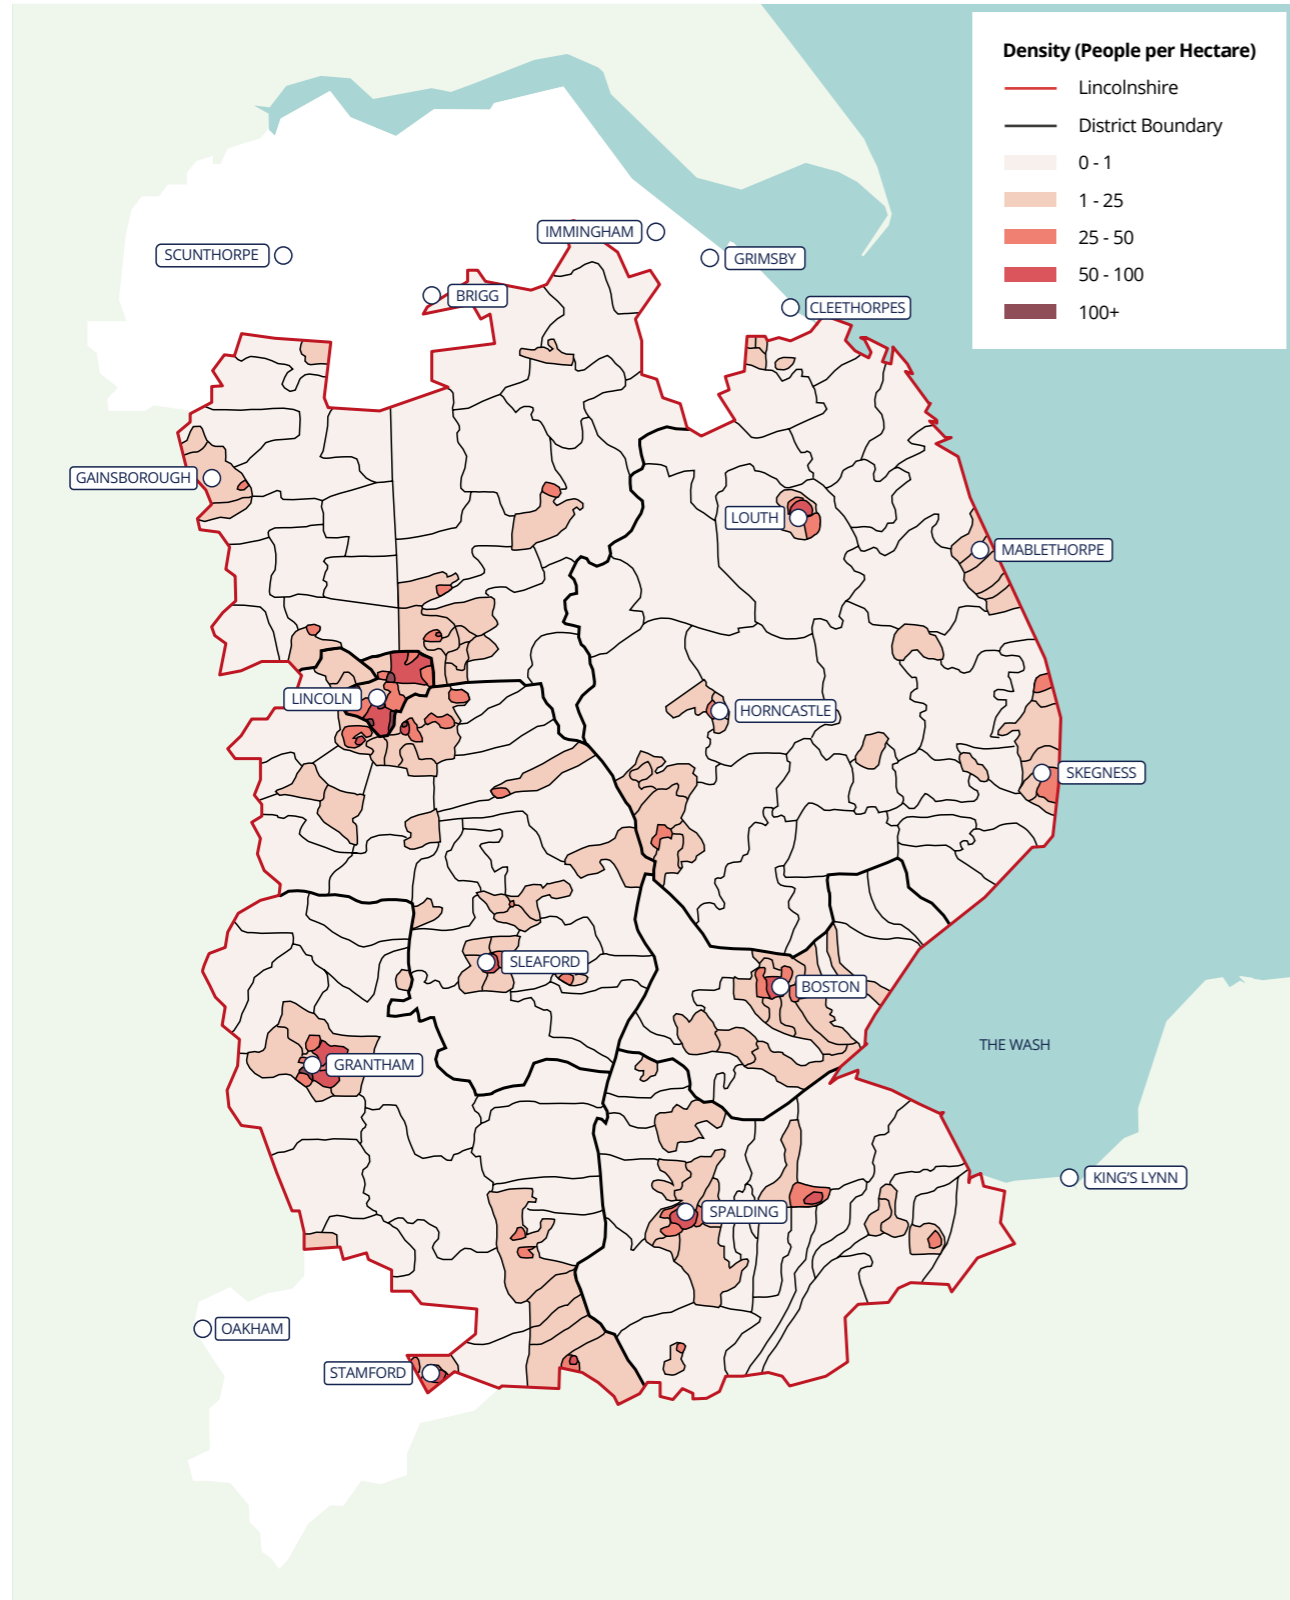 Density (People per Hectare)
Lincolnshire
District Boundary
0 - 1
1 - 25
25 - 50
50 - 100
100+
IMMINGHAM
SCUNTHORPE
GRIMSBY
BRIGG
CLEETHORPES
GAINSBOROUGH
LOUTH
MABLETHORPE
LINCOLN
HORNCASTLE
SKEGNESS
SLEAFORD
BOSTON
THE WASH
GRANTHAM
KING'S LYNN
SPALDING
OAKHAM
STAMFORD